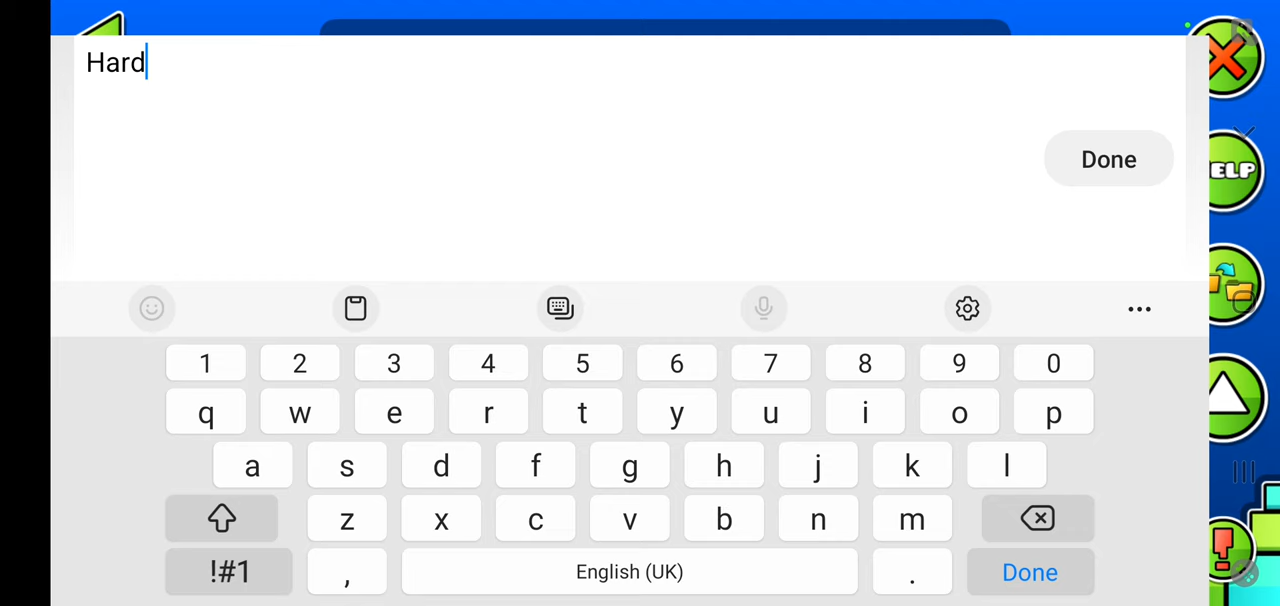 Hard
Done
ELP
1 2 3 4 5 6 7 8 9 0
q w e r t y u i o p
a s d f g h j k l
z x c v b n m
!#1 , English (UK) . Done